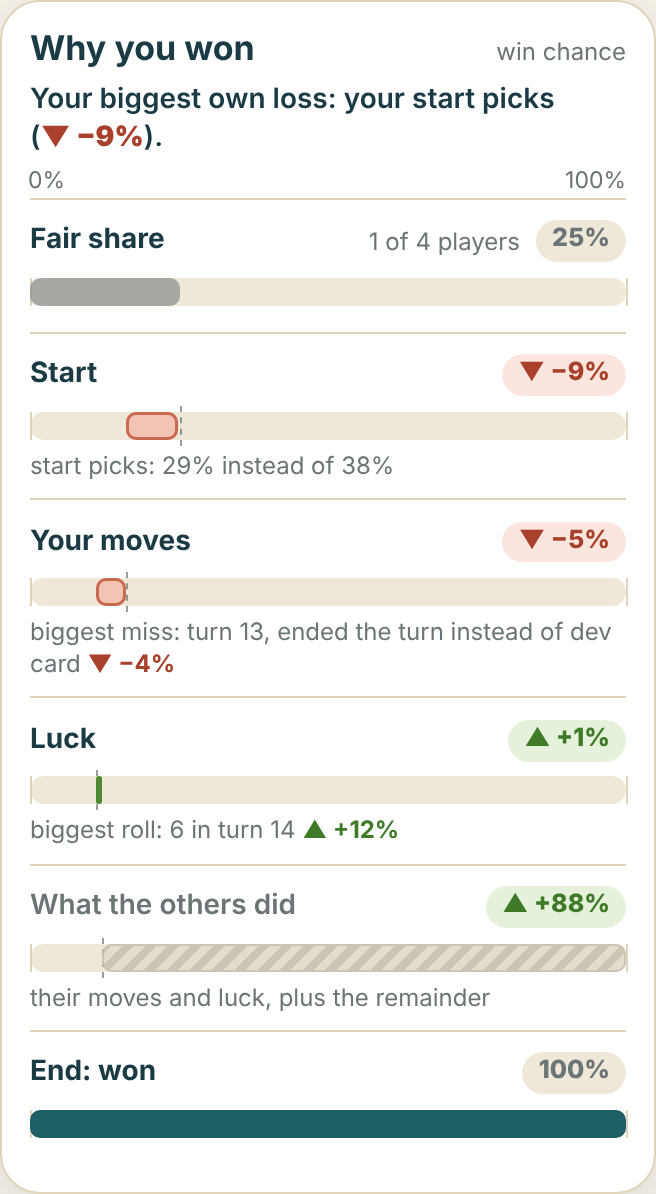 Why you won
win chance
Your biggest own loss: your start picks
(▼ −9%).
0%
100%
Fair share
1 of 4 players
25%
Start
▼ −9%
start picks: 29% instead of 38%
Your moves
▼ −5%
biggest miss: turn 13, ended the turn instead of dev
card ▼ −4%
Luck
▲ +1%
biggest roll: 6 in turn 14 ▲ +12%
What the others did
▲ +88%
their moves and luck, plus the remainder
End: won
100%